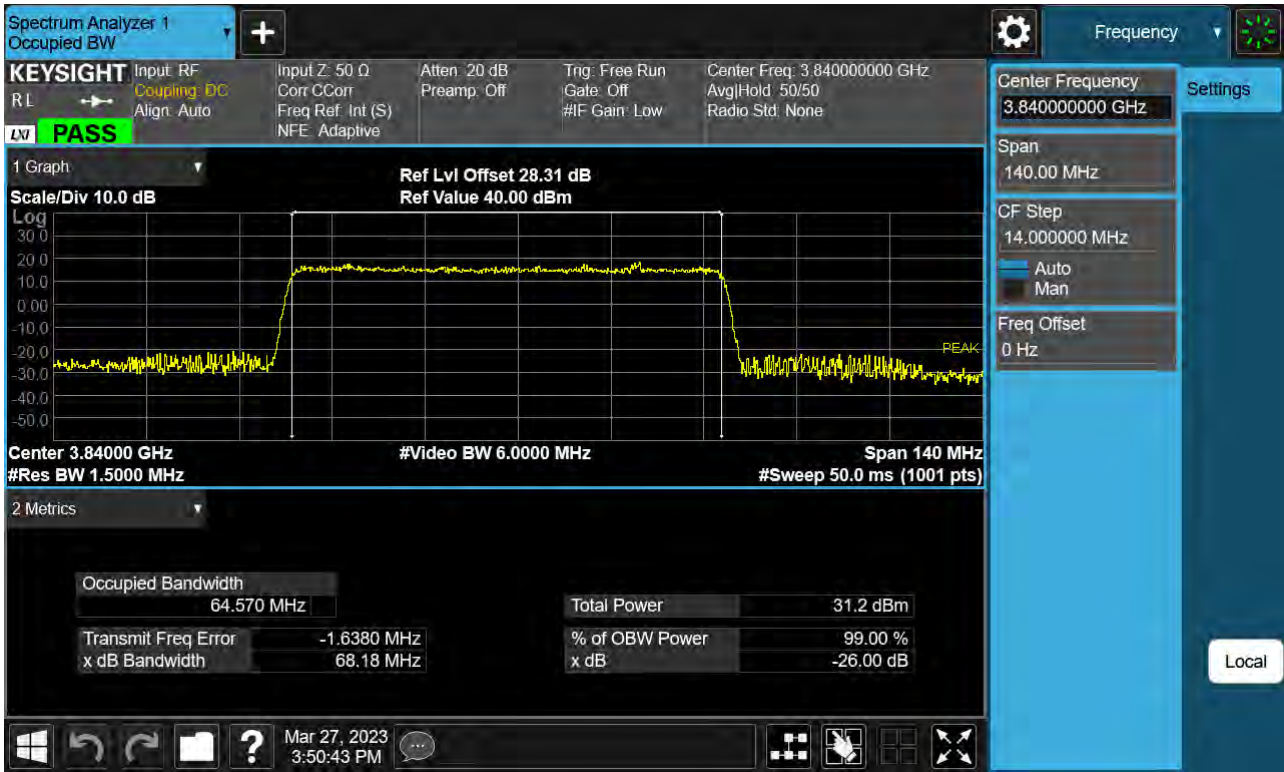 Spectrum Analyzer 1
Occupied BW
+
Frequency
KEYSIGHT
RL
LXI
PASS
Input: RF
Coupling: DC
Align: Auto
Input Z: 50 Ω
Corr CCorr
Freq Ref: Int (S)
NFE: Adaptive
Atten: 20 dB
Preamp: Off
Trig: Free Run
Gate: Off
#IF Gain: Low
Center Freq: 3.840000000 GHz
Avg|Hold: 50/50
Radio Std: None
Center Frequency
3.840000000 GHz
Settings
Span
140.00 MHz
CF Step
14.000000 MHz
Auto
Man
Freq Offset
0 Hz
Local
1 Graph
Scale/Div 10.0 dB
Ref Lvl Offset 28.31 dB
Ref Value 40.00 dBm
Log
30.0
20.0
10.0
0.00
-10.0
-20.0
-30.0
-40.0
-50.0
PEAK
Center 3.84000 GHz
#Res BW 1.5000 MHz
#Video BW 6.0000 MHz
Span 140 MHz
#Sweep 50.0 ms (1001 pts)
2 Metrics
Occupied Bandwidth
64.570 MHz
Transmit Freq Error -1.6380 MHz
x dB Bandwidth 68.18 MHz
Total Power 31.2 dBm
% of OBW Power 99.00 %
x dB -26.00 dB
?
Mar 27, 2023
3:50:43 PM